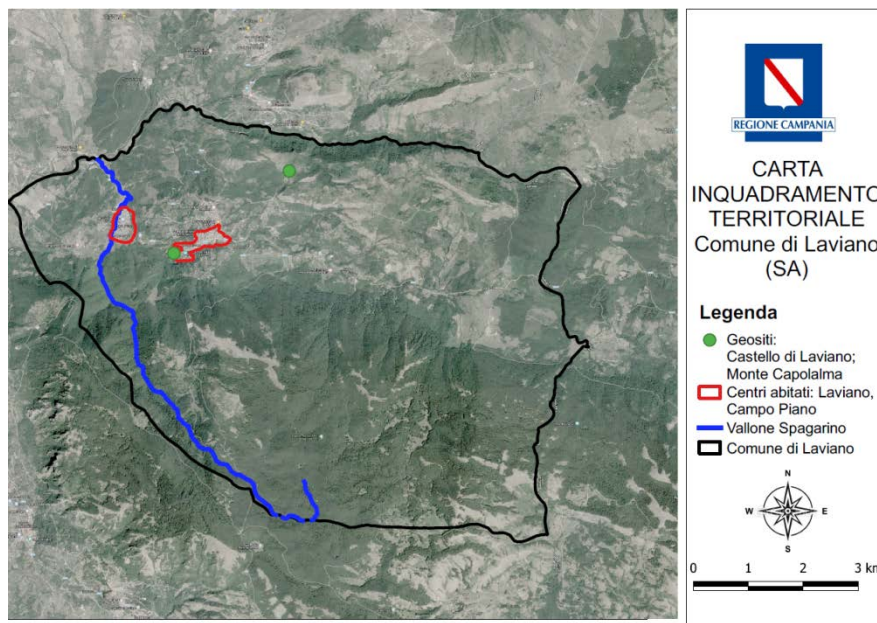 REGIONE CAMPANIA
CARTA
INQUADRAMENTO
TERRITORIALE
Comune di Laviano
(SA)
Legenda
Geositi:
Castello di Laviano;
Monte Capolalma
Centri abitati: Laviano,
Campo Piano
Vallone Spagarino
Comune di Laviano
N
W E
S
0 1 2 3 km